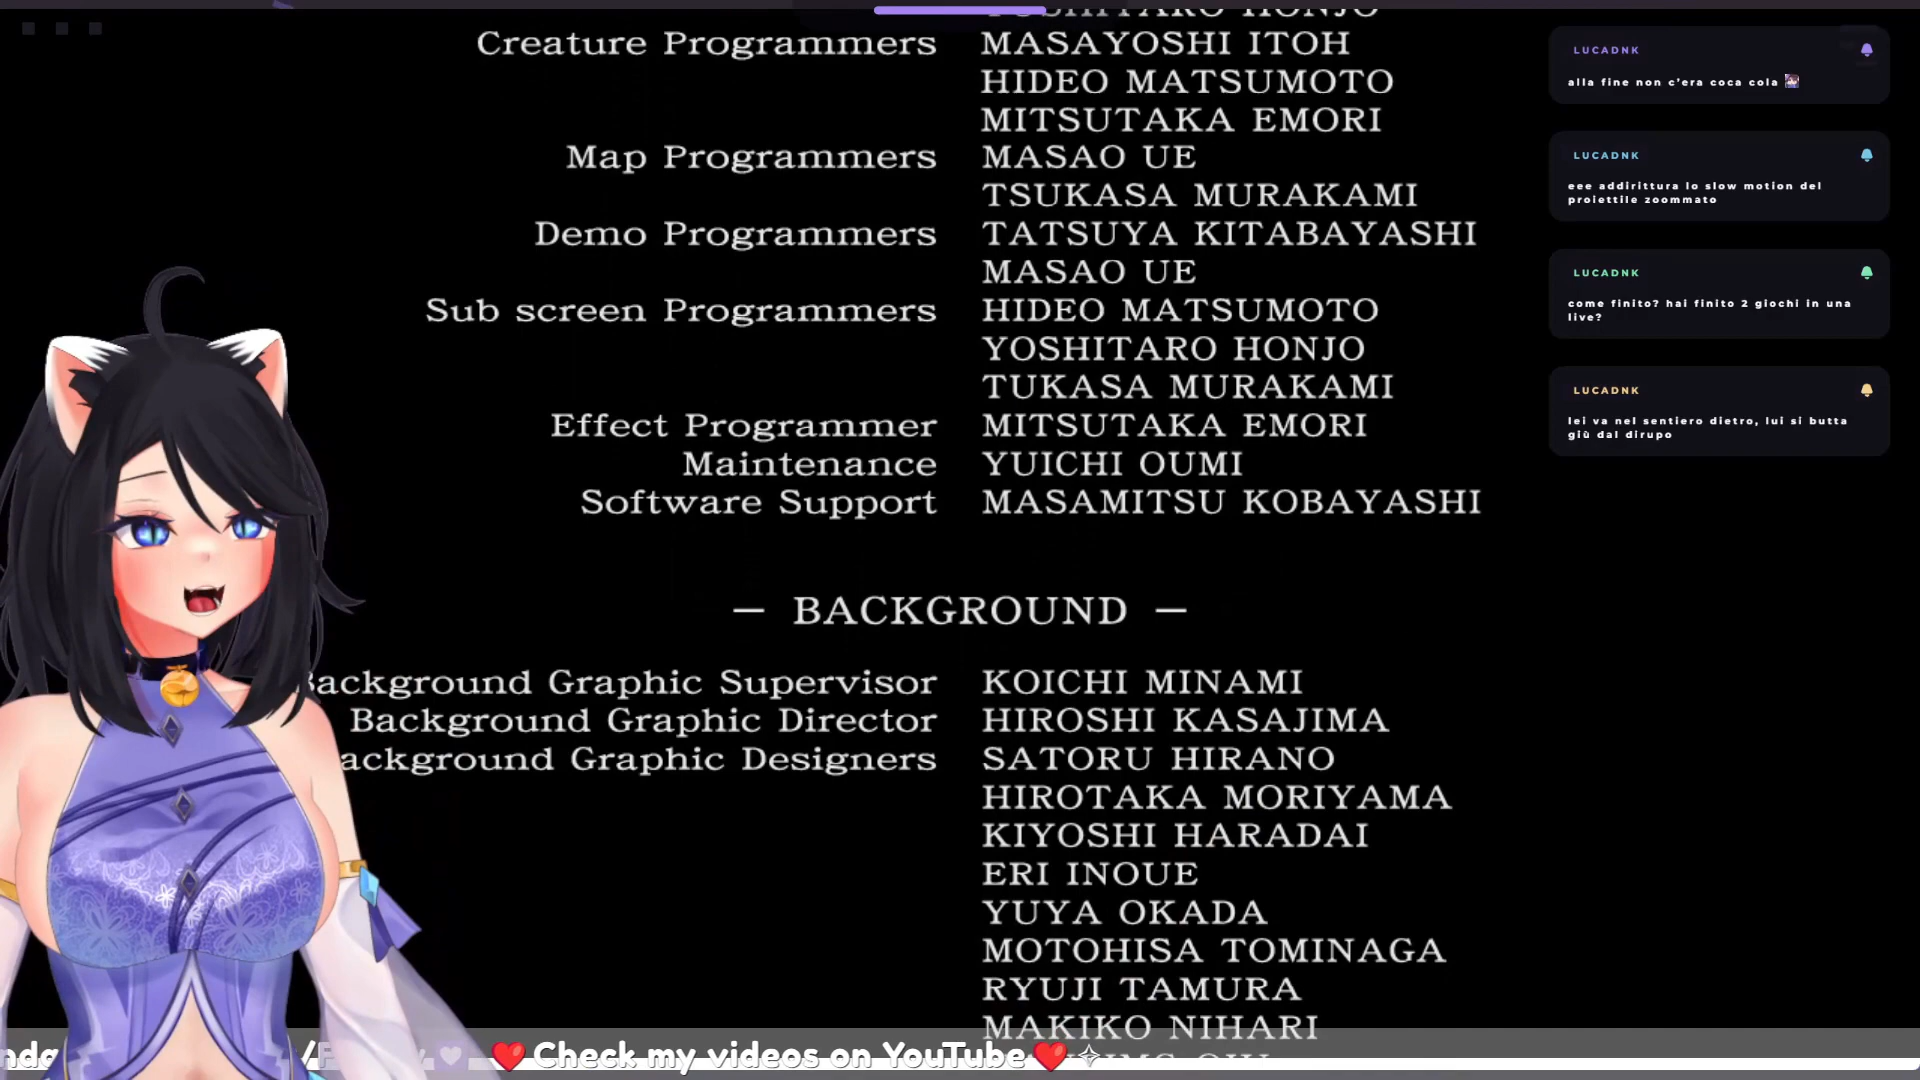 YOSHITARO HONJO
Creature Programmers MASAYOSHI ITOH
HIDEO MATSUMOTO
MITSUTAKA EMORI
Map Programmers MASAO UE
TSUKASA MURAKAMI
Demo Programmers TATSUYA KITABAYASHI
MASAO UE
Sub screen Programmers HIDEO MATSUMOTO
YOSHITARO HONJO
TUKASA MURAKAMI
Effect Programmer MITSUTAKA EMORI
Maintenance YUICHI OUMI
Software Support MASAMITSU KOBAYASHI
— BACKGROUND —
Background Graphic Supervisor KOICHI MINAMI
Background Graphic Director HIROSHI KASAJIMA
ackground Graphic Designers SATORU HIRANO
HIROTAKA MORIYAMA
KIYOSHI HARADAI
ERI INOUE
YUYA OKADA
MOTOHISA TOMINAGA
RYUJI TAMURA
MAKIKO NIHARI
LUCADNK
alla fine non c'era coca cola
LUCADNK
eee addirittura lo slow motion del
proiettile zoommato
LUCADNK
come finito? hai finito 2 giochi in una
live?
LUCADNK
lei va nel sentiero dietro, lui si butta
giù dal dirupo
Check my videos on YouTube